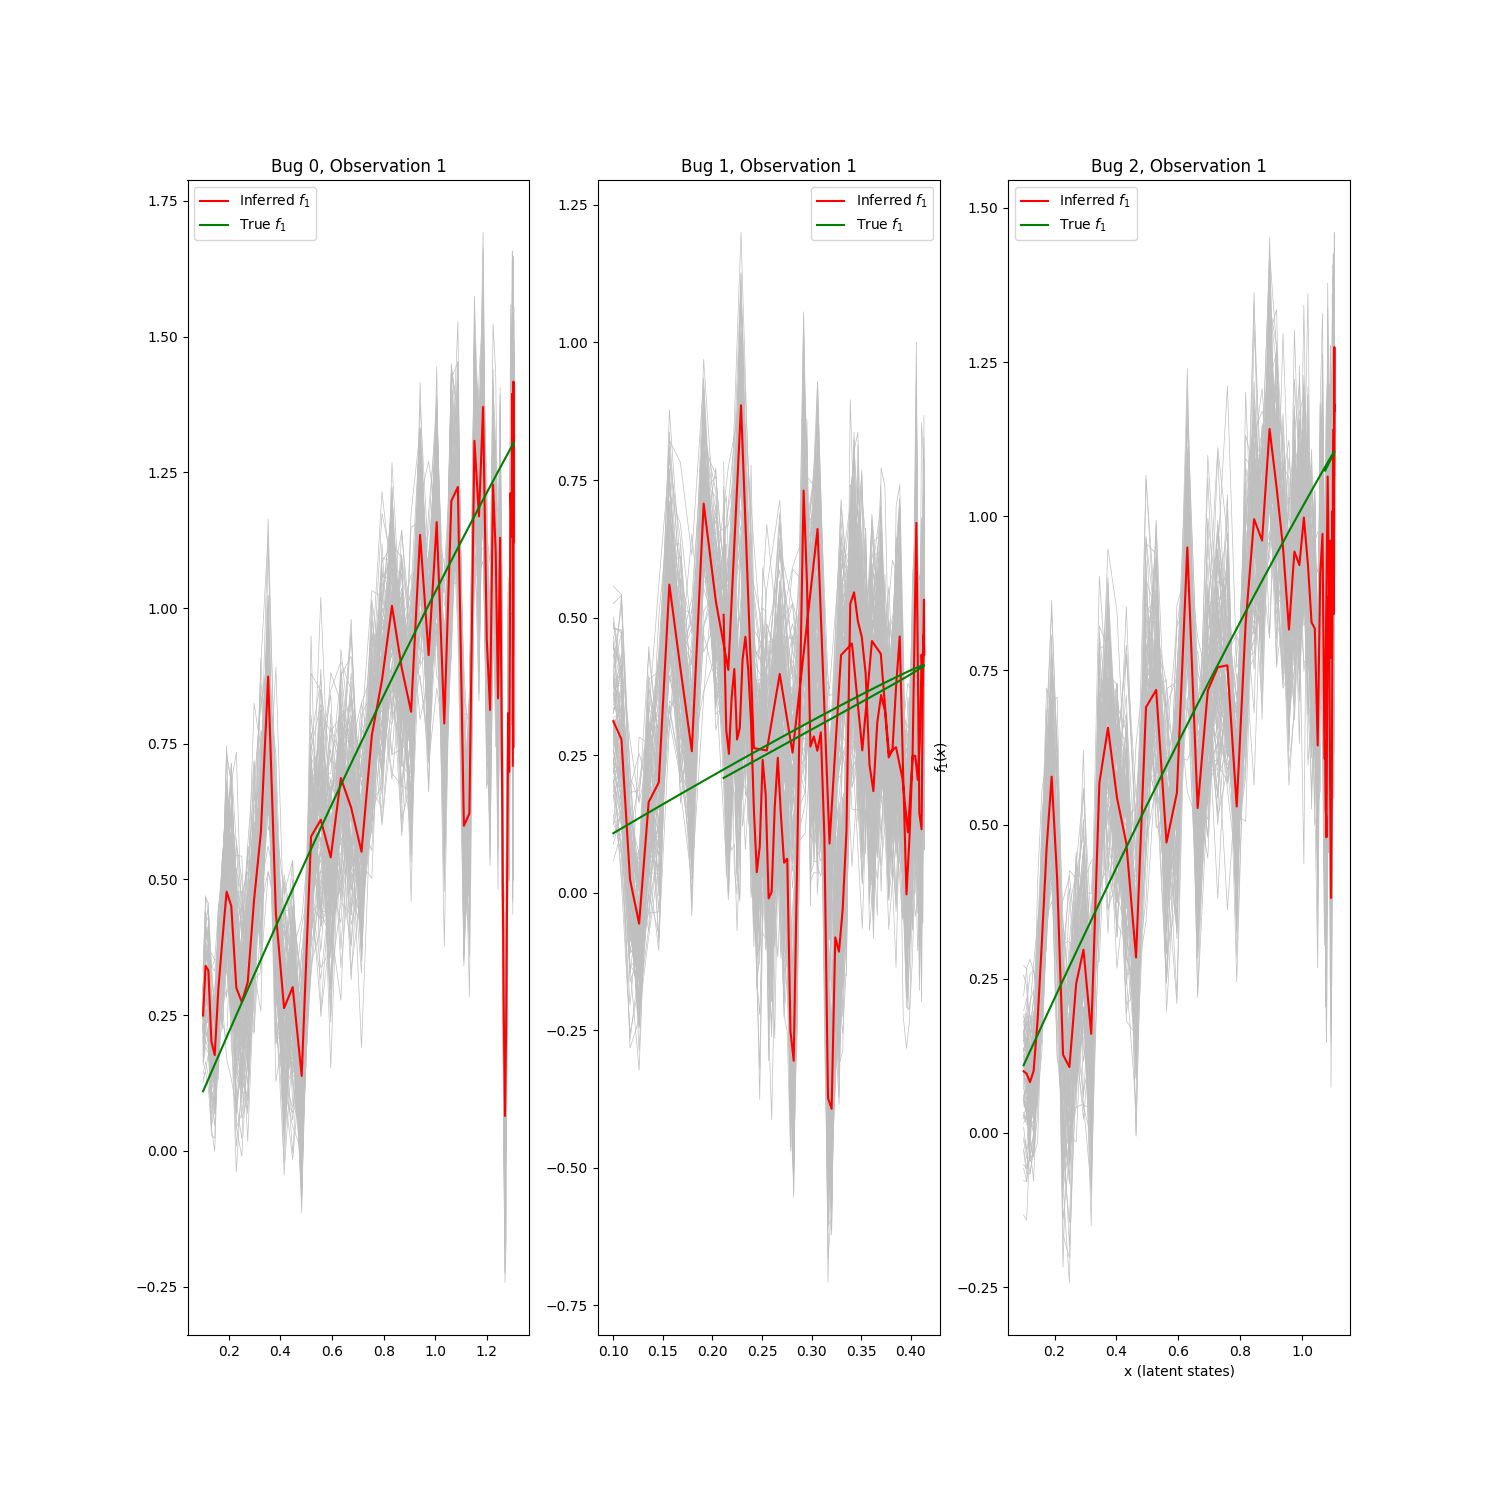 Bug 0, Observation 1
Inferred f₁
True f₁
1.75
1.50
1.25
1.00
0.75
0.50
0.25
0.00
−0.25
0.2 0.4 0.6 0.8 1.0 1.2
Bug 1, Observation 1
Inferred f₁
True f₁
1.25
1.00
0.75
0.50
0.25
0.00
−0.25
−0.50
−0.75
0.10 0.15 0.20 0.25 0.30 0.35 0.40
Bug 2, Observation 1
Inferred f₁
True f₁
f₁(x)
1.50
1.25
1.00
0.75
0.50
0.25
0.00
−0.25
0.2 0.4 0.6 0.8 1.0
x (latent states)